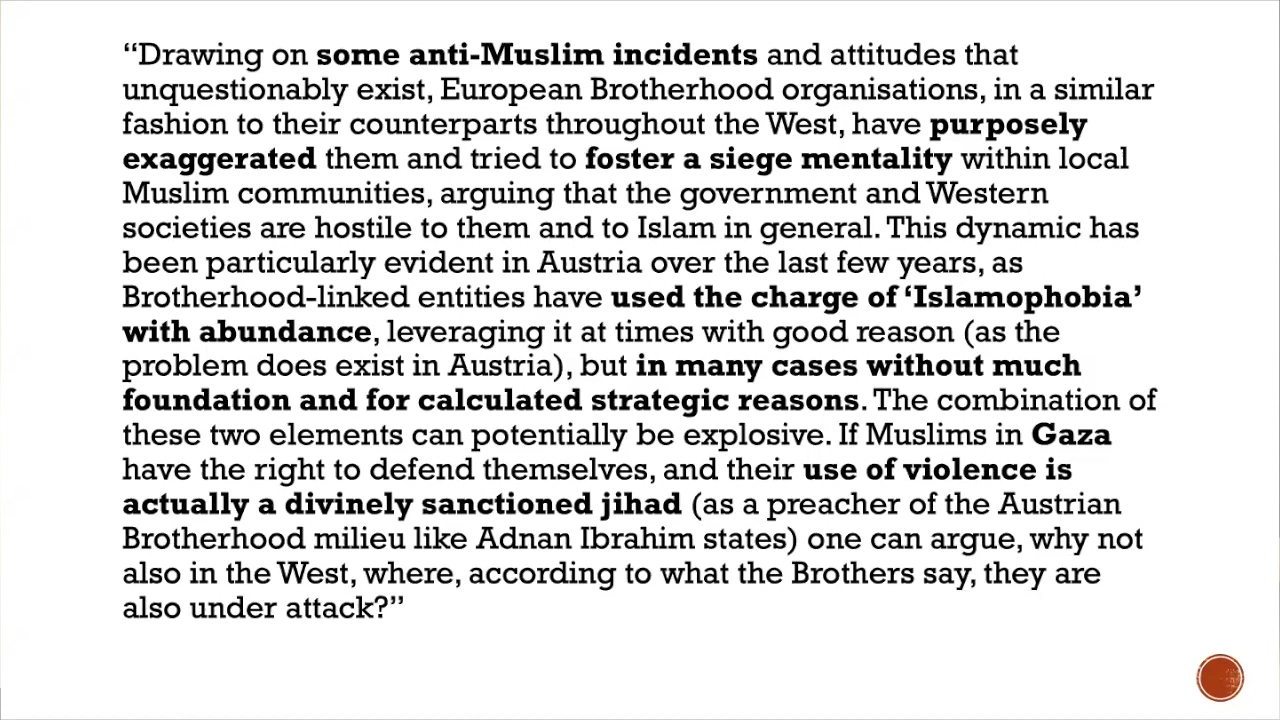 “Drawing on some anti-Muslim incidents and attitudes that
unquestionably exist, European Brotherhood organisations, in a similar
fashion to their counterparts throughout the West, have purposely
exaggerated them and tried to foster a siege mentality within local
Muslim communities, arguing that the government and Western
societies are hostile to them and to Islam in general. This dynamic has
been particularly evident in Austria over the last few years, as
Brotherhood-linked entities have used the charge of ‘Islamophobia’
with abundance, leveraging it at times with good reason (as the
problem does exist in Austria), but in many cases without much
foundation and for calculated strategic reasons. The combination of
these two elements can potentially be explosive. If Muslims in Gaza
have the right to defend themselves, and their use of violence is
actually a divinely sanctioned jihad (as a preacher of the Austrian
Brotherhood milieu like Adnan Ibrahim states) one can argue, why not
also in the West, where, according to what the Brothers say, they are
also under attack?”